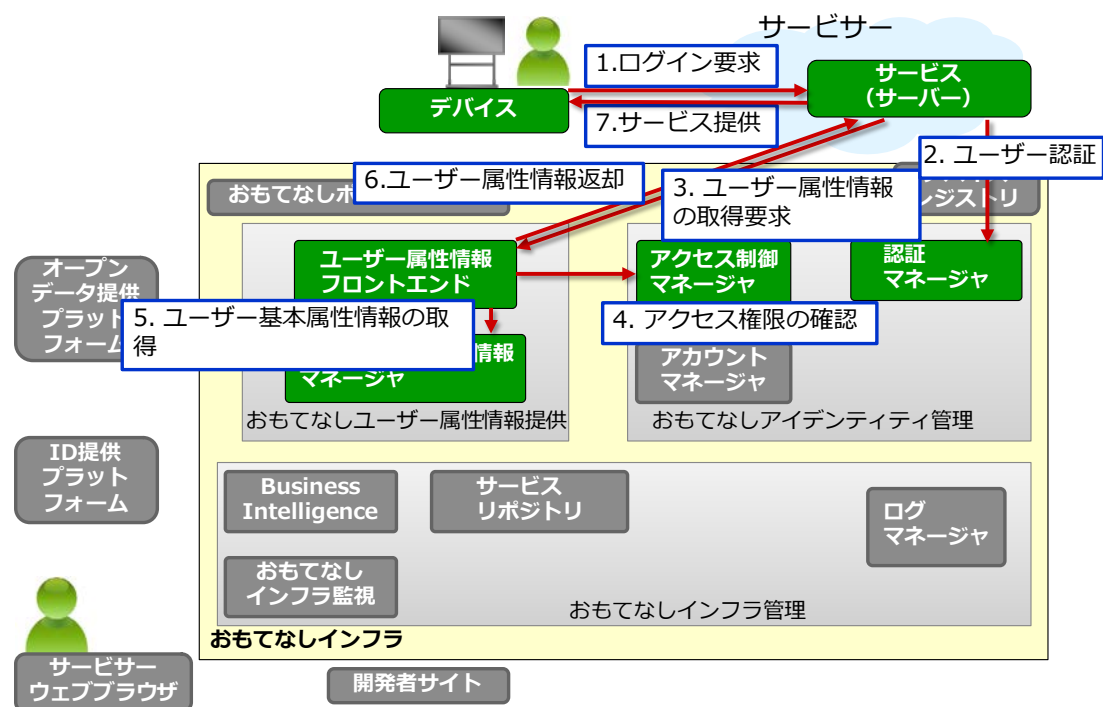 サービサー
1.ログイン要求
サービス
（サーバー）
デバイス
7.サービス提供
2. ユーザー認証
6.ユーザー属性情報返却
3. ユーザー属性情報
の取得要求
おもてなしポ
レジストリ
ユーザー属性情報
フロントエンド
アクセス制御
マネージャ
認証
マネージャ
オープン
データ提供
プラット
フォーム
5. ユーザー基本属性情報の取
得
4. アクセス権限の確認
情報
マネージャ
アカウント
マネージャ
おもてなしユーザー属性情報提供
おもてなしアイデンティティ管理
ID提供
プラット
フォーム
Business
Intelligence
サービス
リポジトリ
ログ
マネージャ
おもてなし
インフラ監視
おもてなしインフラ管理
おもてなしインフラ
サービサー
ウェブブラウザ
開発者サイト